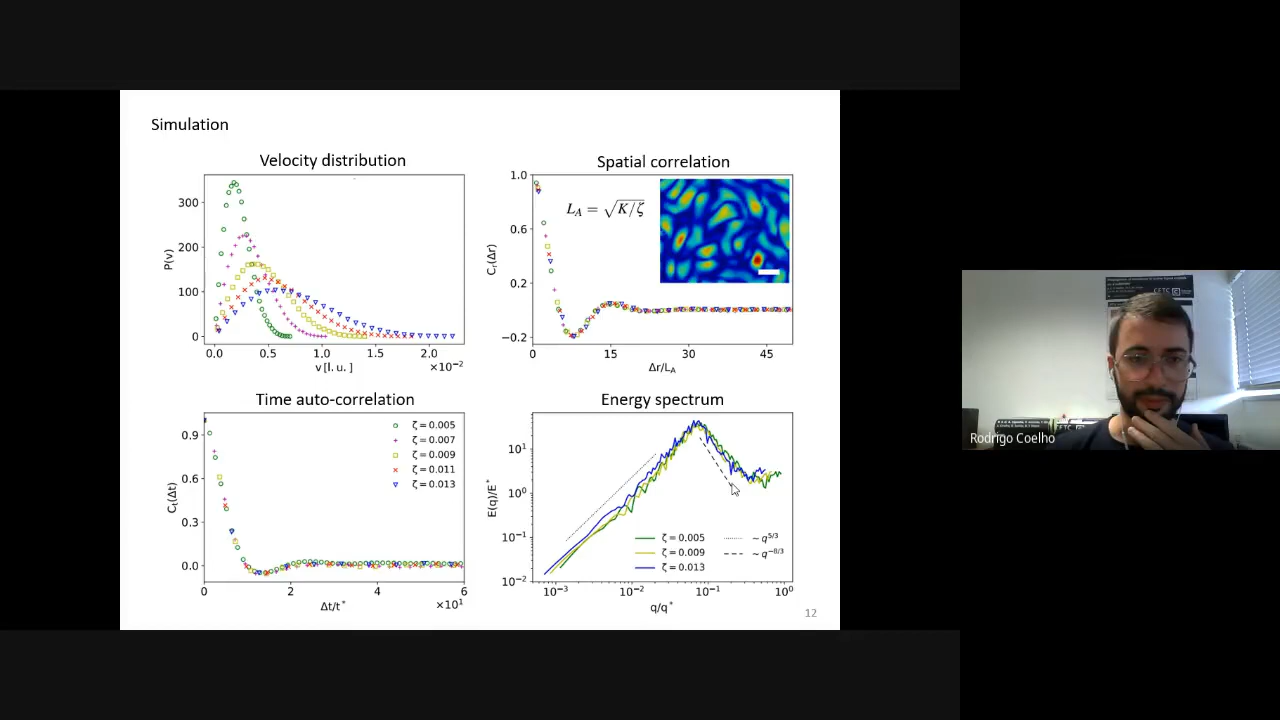 Simulation
Velocity distribution
P(v)
300
200
100
0
0.0 0.5 1.0 1.5 2.0
v [l. u. ] ×10⁻²
Spatial correlation
Cᵣ(Δr)
1.0
0.6
0.2
−0.2
L_A = √K/ζ
0 15 30 45
Δr/L_A
Time auto-correlation
Cₜ(Δt)
0.9
0.6
0.3
0.0
ζ = 0.005
ζ = 0.007
ζ = 0.009
ζ = 0.011
ζ = 0.013
0 2 4 6
Δt/t* ×10¹
Energy spectrum
E(q)/E*
10¹
10⁰
10⁻¹
10⁻²
ζ = 0.005 ~ q^5/3
ζ = 0.009 ~ q^−8/3
ζ = 0.013
10⁻³ 10⁻² 10⁻¹ 10⁰
q/q*
12
CFTC
Rodrigo Coelho